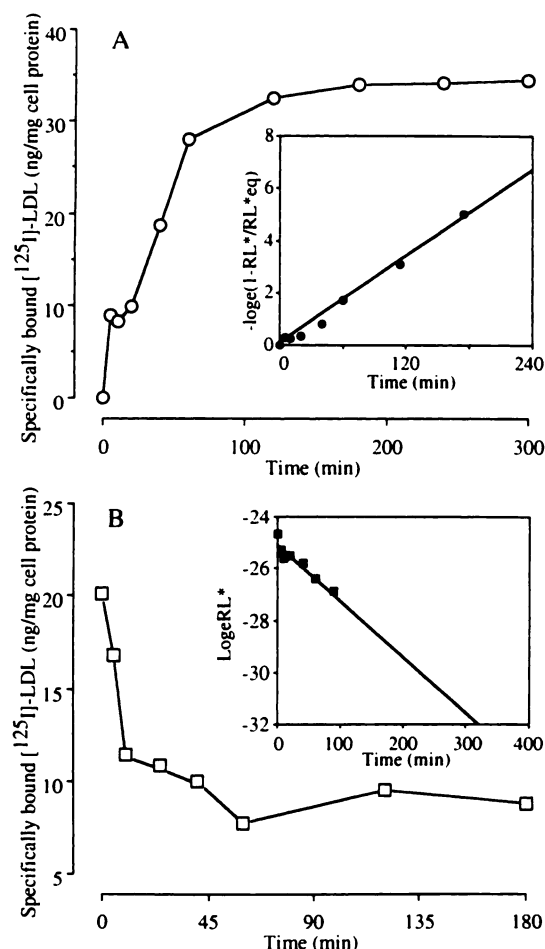 A
Specifically bound [125I]-LDL (ng/mg cell protein)
40
30
20
10
0
0 100 200 300
Time (min)
-loge(1-RL*/RL*eq)
8
6
4
2
0
0 120 240
Time (min)
B
Specifically bound [125I]-LDL (ng/mg cell protein)
25
20
15
10
5
0 45 90 135 180
Time (min)
LogeRL*
-24
-26
-28
-30
-32
0 100 200 300 400
Time (min)